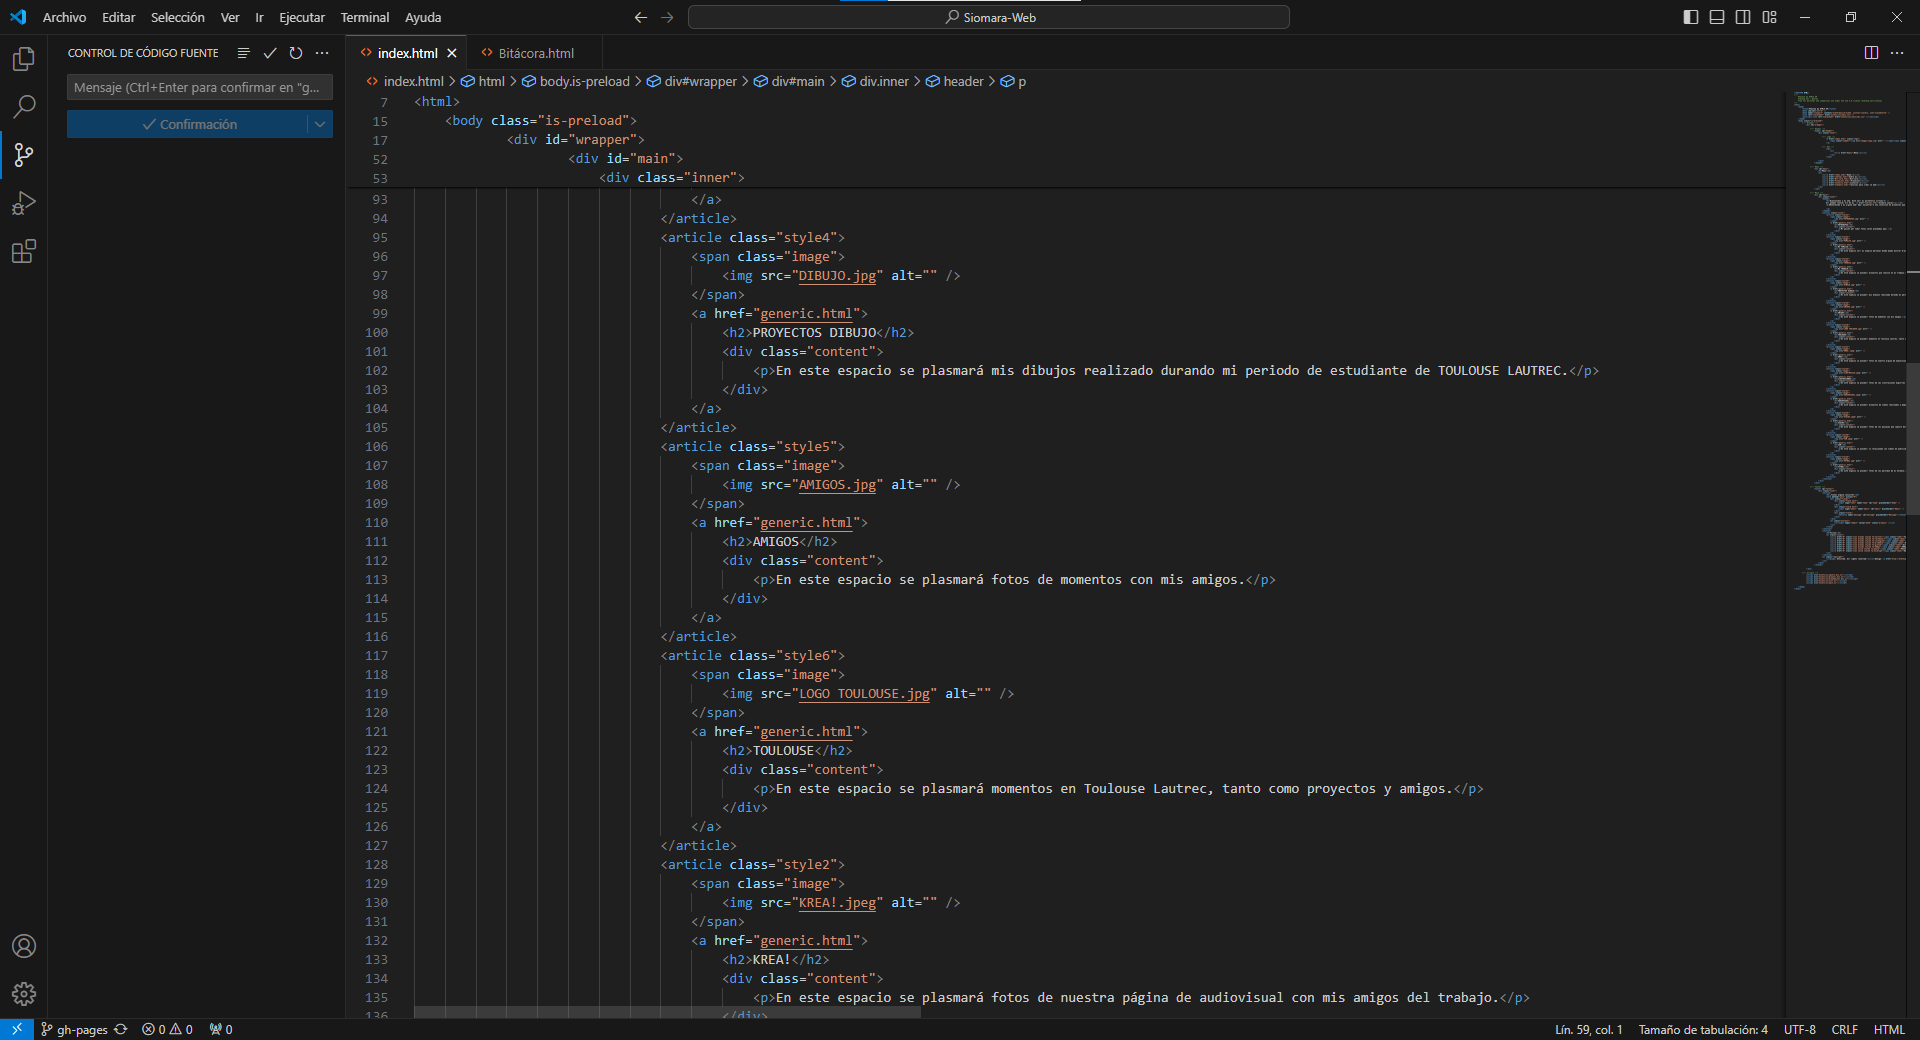 Archivo Editar Selección Ver Ir Ejecutar Terminal Ayuda Siomara-Web
CONTROL DE CÓDIGO FUENTE
Mensaje (Ctrl+Enter para confirmar en "g...
Confirmación
index.html Bitácora.html
index.html > html > body.is-preload > div#wrapper > div#main > div.inner > header > p
7 <html>
15 <body class="is-preload">
17 <div id="wrapper">
52 <div id="main">
53 <div class="inner">
93 </a>
94 </article>
95 <article class="style4">
96 <span class="image">
97 <img src="DIBUJO.jpg" alt="" />
98 </span>
99 <a href="generic.html">
100 <h2>PROYECTOS DIBUJO</h2>
101 <div class="content">
102 <p>En este espacio se plasmará mis dibujos realizado durando mi periodo de estudiante de TOULOUSE LAUTREC.</p>
103 </div>
104 </a>
105 </article>
106 <article class="style5">
107 <span class="image">
108 <img src="AMIGOS.jpg" alt="" />
109 </span>
110 <a href="generic.html">
111 <h2>AMIGOS</h2>
112 <div class="content">
113 <p>En este espacio se plasmará fotos de momentos con mis amigos.</p>
114 </div>
115 </a>
116 </article>
117 <article class="style6">
118 <span class="image">
119 <img src="LOGO TOULOUSE.jpg" alt="" />
120 </span>
121 <a href="generic.html">
122 <h2>TOULOUSE</h2>
123 <div class="content">
124 <p>En este espacio se plasmará momentos en Toulouse Lautrec, tanto como proyectos y amigos.</p>
125 </div>
126 </a>
127 </article>
128 <article class="style2">
129 <span class="image">
130 <img src="KREA!.jpeg" alt="" />
131 </span>
132 <a href="generic.html">
133 <h2>KREA!</h2>
134 <div class="content">
135 <p>En este espacio se plasmará fotos de nuestra página de audiovisual con mis amigos del trabajo.</p>
136 </div>
gh-pages 0 0 0 Lín. 59, col. 1 Tamaño de tabulación: 4 UTF-8 CRLF HTML